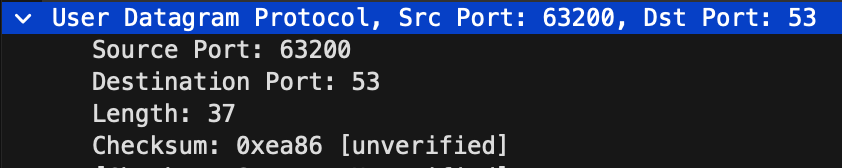 User Datagram Protocol, Src Port: 63200, Dst Port: 53
Source Port: 63200
Destination Port: 53
Length: 37
Checksum: 0xea86 [unverified]